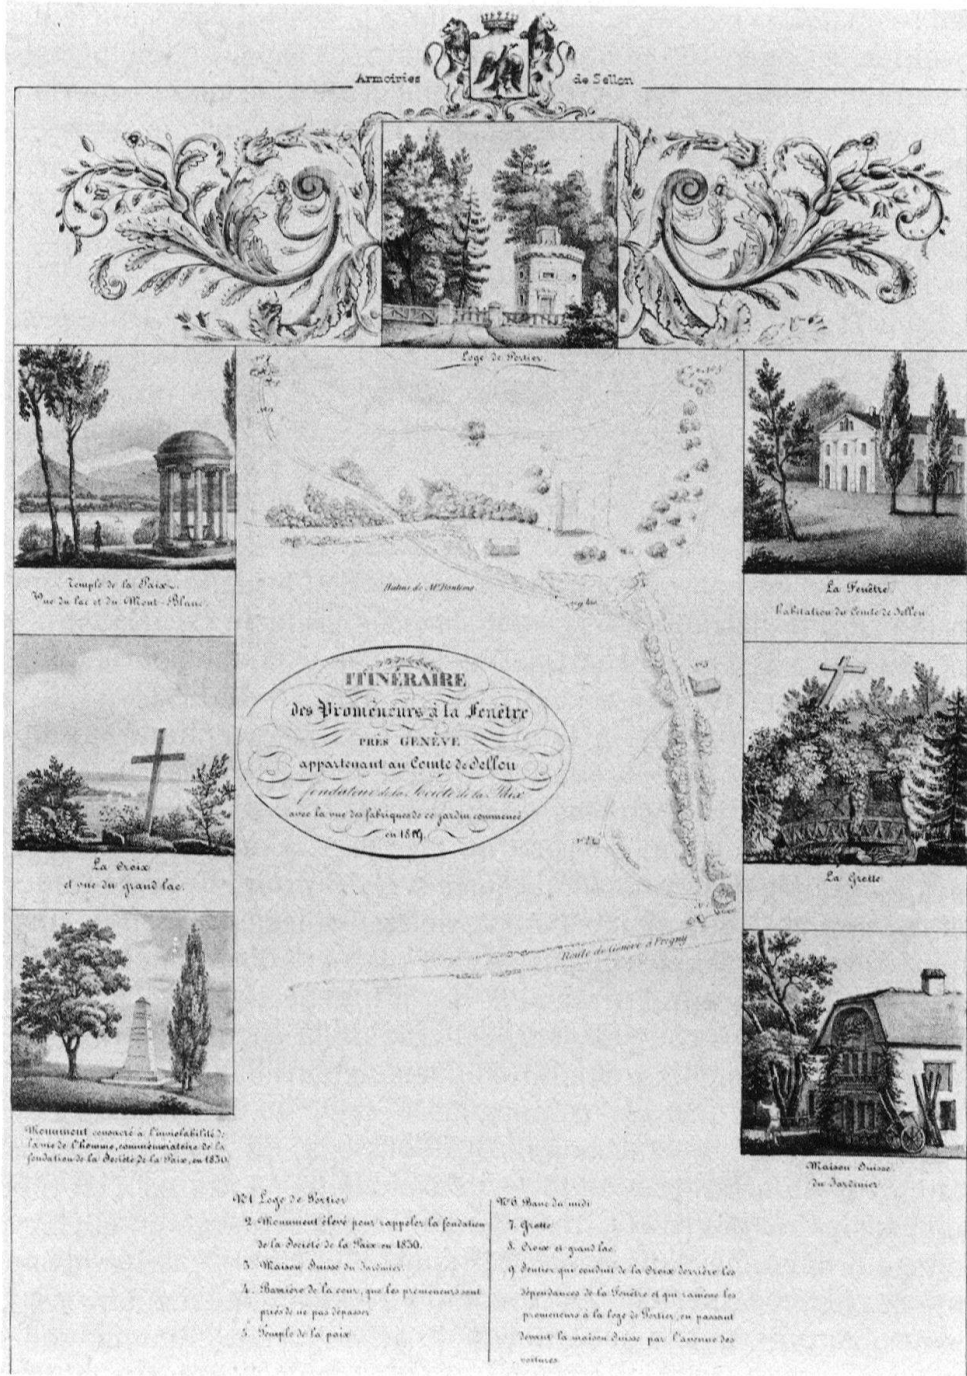 Armoiries de Sellon
Loge de Portier.
Temple de la Paix.
Vue du lac et du Mont-Blanc.
La Fenêtre.
habitation du Comte de Sellon
ITINÉRAIRE
des Promeneurs à la Fenêtre
PRÈS GENÈVE
appartenant au Comte de Sellon
fondateur de la Société de la Paix
avec la vue des fabriques de ce jardin commencé
en 18
La Croix
et vue du grand lac.
La Grotte
Route de Genève à Pregny
Monument consacré à l'inviolabilité de
la vie de l'homme, commémoratoire de la
fondation de la Société de la Paix, en 1830.
Maison Suisse
du Jardinier
N°1 Loge de Portier
2. Monument élevé pour rappeler la fondation
de la Société de la Paix en 1830.
3. Maison Suisse du Jardinier
4. Barrière de la cour, que les promeneurs sont
priés de ne pas dépasser
5. Temple de la paix
N°6. Banc du midi
7. Grotte
8. Croix et grand lac.
9. Sentier qui conduit de la Croix derrière les
dépendances de la Fenêtre et qui ramène les
promeneurs à la loge de Portier, en passant
devant la maison Suisse par l'avenue des
voitures